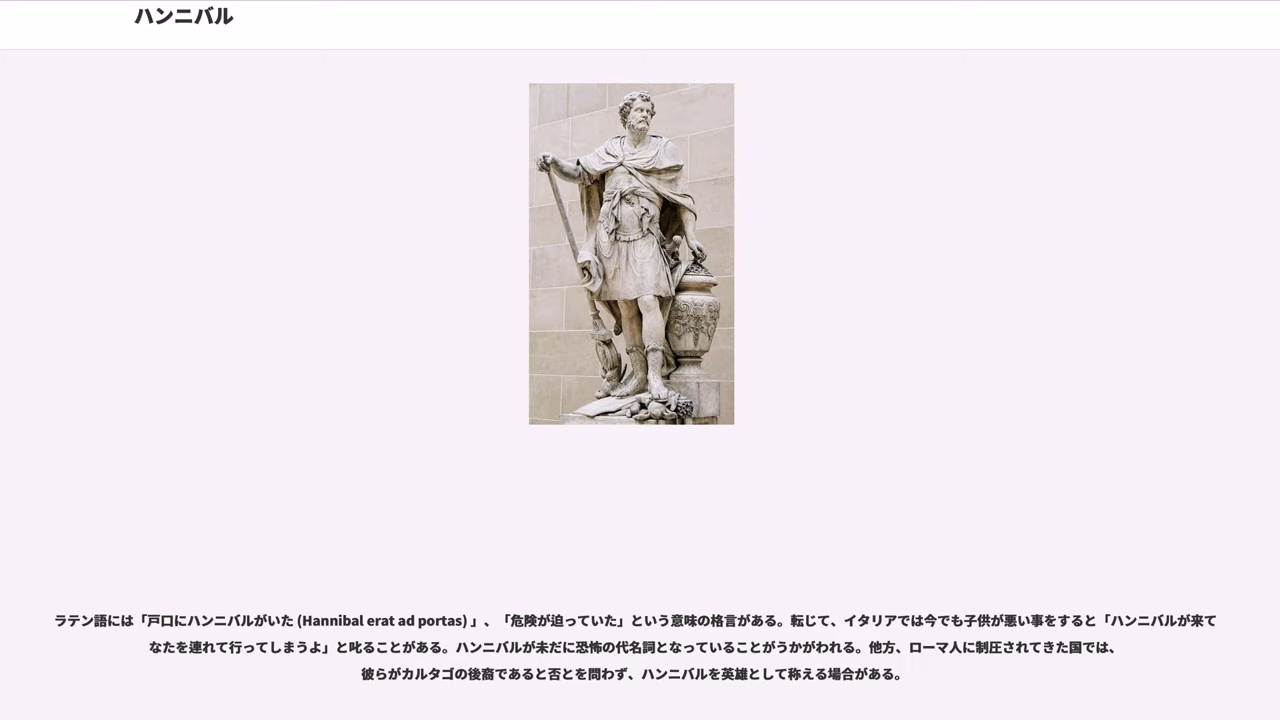 ハンニバル
ラテン語には「戸口にハンニバルがいた (Hannibal erat ad portas) 」、「危険が迫っていた」という意味の格言がある。転じて、イタリアでは今でも子供が悪い事をすると「ハンニバルが来て
なたを連れて行ってしまうよ」と叱ることがある。ハンニバルが未だに恐怖の代名詞となっていることがうかがわれる。他方、ローマ人に制圧されてきた国では、
彼らがカルタゴの後裔であると否とを問わず、ハンニバルを英雄として称える場合がある。